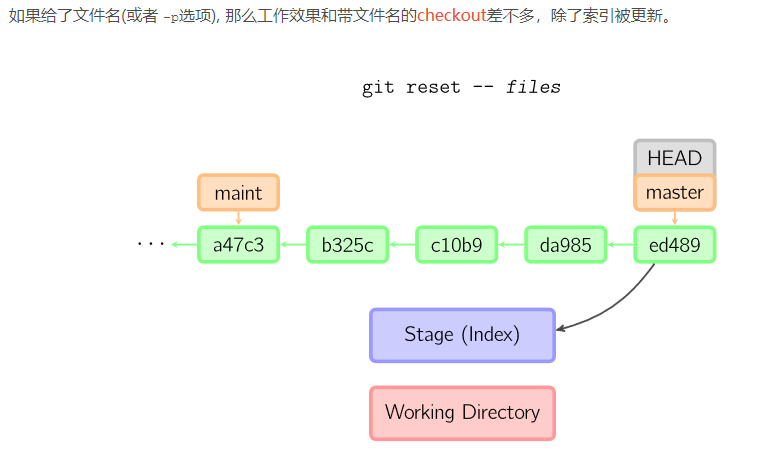 如果给了文件名(或者 -p选项), 那么工作效果和带文件名的checkout差不多，除了索引被更新。
git reset -- files
HEAD
maint
master
··· a47c3 b325c c10b9 da985 ed489
Stage (Index)
Working Directory